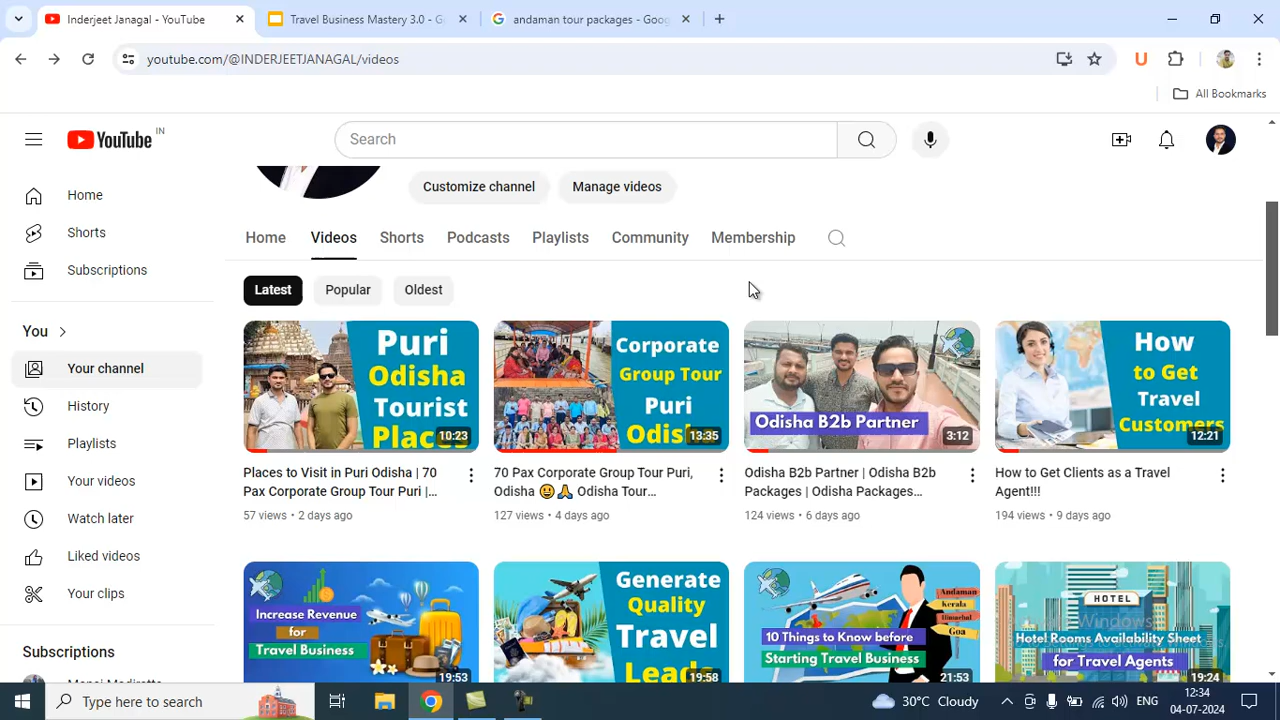 Inderjeet Janagal - YouTube
Travel Business Mastery 3.0 - G
andaman tour packages - Goog
youtube.com/@INDERJEETJANAGAL/videos
U
All Bookmarks
YouTube IN
Search
Home
Shorts
Subscriptions
You
Your channel
History
Playlists
Your videos
Watch later
Liked videos
Your clips
Subscriptions
Customize channel
Manage videos
Home Videos Shorts Podcasts Playlists Community Membership
Latest Popular Oldest
Puri
Odisha
Tourist
Places
10:23
Places to Visit in Puri Odisha | 70
Pax Corporate Group Tour Puri |...
57 views • 2 days ago
Corporate
Group Tour
Puri
13:35
70 Pax Corporate Group Tour Puri,
Odisha 😃🙏 Odisha Tour...
127 views • 4 days ago
Odisha B2b Partner
3:12
Odisha B2b Partner | Odisha B2b
Packages | Odisha Packages...
124 views • 6 days ago
How
to Get
Travel
Customers
12:21
How to Get Clients as a Travel
Agent!!!
194 views • 9 days ago
Increase Revenue
for
Travel Business
19:53
Generate
Quality
Travel
Leads
19:58
Andaman
Kerala
Himachal
Goa
10 Things to Know before
Starting Travel Business
21:53
HOTEL
Hotel Rooms Availability Sheet
for Travel Agents
19:24
Type here to search
30°C Cloudy
ENG
12:34
04-07-2024